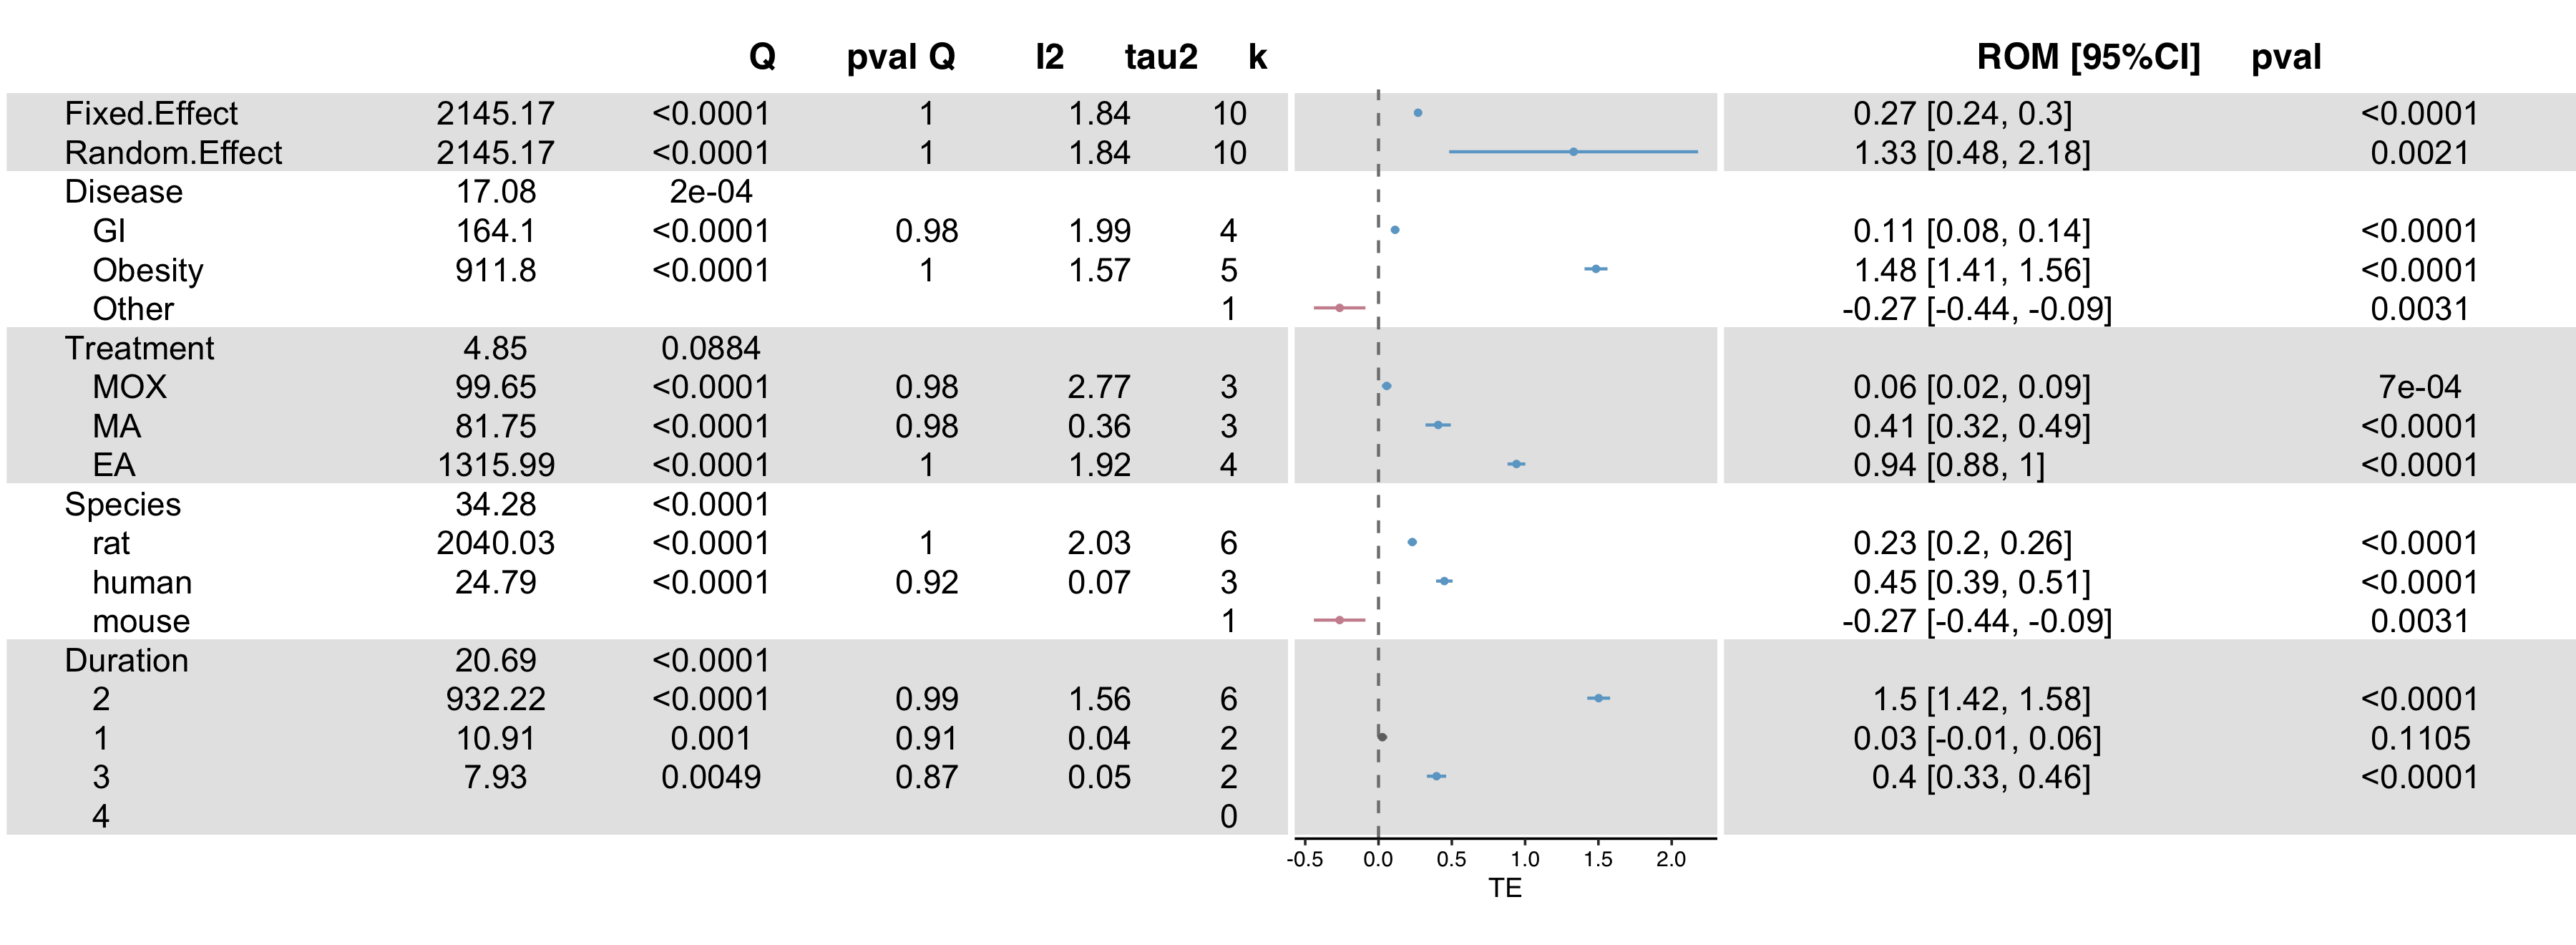 Q pval Q I2 tau2 k ROM [95%CI] pval
Fixed.Effect 2145.17 <0.0001 1 1.84 10 0.27 [0.24, 0.3] <0.0001
Random.Effect 2145.17 <0.0001 1 1.84 10 1.33 [0.48, 2.18] 0.0021
Disease 17.08 2e-04
GI 164.1 <0.0001 0.98 1.99 4 0.11 [0.08, 0.14] <0.0001
Obesity 911.8 <0.0001 1 1.57 5 1.48 [1.41, 1.56] <0.0001
Other 1 -0.27 [-0.44, -0.09] 0.0031
Treatment 4.85 0.0884
MOX 99.65 <0.0001 0.98 2.77 3 0.06 [0.02, 0.09] 7e-04
MA 81.75 <0.0001 0.98 0.36 3 0.41 [0.32, 0.49] <0.0001
EA 1315.99 <0.0001 1 1.92 4 0.94 [0.88, 1] <0.0001
Species 34.28 <0.0001
rat 2040.03 <0.0001 1 2.03 6 0.23 [0.2, 0.26] <0.0001
human 24.79 <0.0001 0.92 0.07 3 0.45 [0.39, 0.51] <0.0001
mouse 1 -0.27 [-0.44, -0.09] 0.0031
Duration 20.69 <0.0001
2 932.22 <0.0001 0.99 1.56 6 1.5 [1.42, 1.58] <0.0001
1 10.91 0.001 0.91 0.04 2 0.03 [-0.01, 0.06] 0.1105
3 7.93 0.0049 0.87 0.05 2 0.4 [0.33, 0.46] <0.0001
4 0
-0.5 0.0 0.5 1.0 1.5 2.0
TE